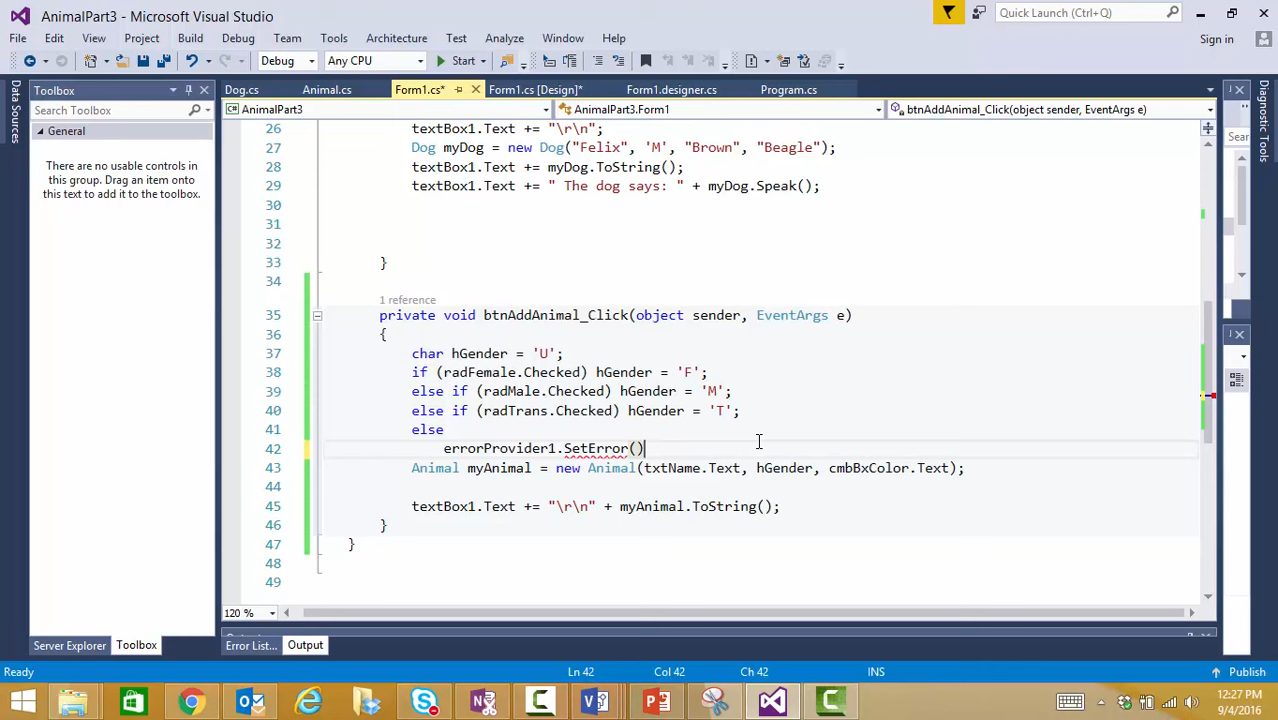 AnimalPart3 - Microsoft Visual Studio
Quick Launch (Ctrl+Q)
File Edit View Project Build Debug Team Tools Architecture Test Analyze Window Help
Sign in
Debug Any CPU Start
Data Sources
Toolbox
Search Toolbox
General
There are no usable controls in
this group. Drag an item onto
this text to add it to the toolbox.
Dog.cs Animal.cs Form1.cs* Form1.cs [Design]* Form1.designer.cs Program.cs
AnimalPart3 AnimalPart3.Form1 btnAddAnimal_Click(object sender, EventArgs e)
26 textBox1.Text += "\r\n";
27 Dog myDog = new Dog("Felix", 'M', "Brown", "Beagle");
28 textBox1.Text += myDog.ToString();
29 textBox1.Text += " The dog says: " + myDog.Speak();
30
31
32
33 }
34
1 reference
35 private void btnAddAnimal_Click(object sender, EventArgs e)
36 {
37 char hGender = 'U';
38 if (radFemale.Checked) hGender = 'F';
39 else if (radMale.Checked) hGender = 'M';
40 else if (radTrans.Checked) hGender = 'T';
41 else
42 errorProvider1.SetError()
43 Animal myAnimal = new Animal(txtName.Text, hGender, cmbBxColor.Text);
44
45 textBox1.Text += "\r\n" + myAnimal.ToString();
46 }
47 }
48
49
120 %
Diagnostic Tools
Sear
Server Explorer Toolbox
Error List... Output
Ready Ln 42 Col 42 Ch 42 INS Publish
12:27 PM
9/4/2016